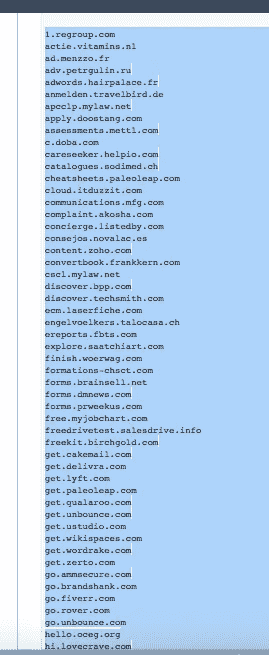 1.regroup.com
actie.vitamins.nl
ad.menzzo.fr
adv.petrgulin.ru
adwords.hairpalace.fr
anmelden.travelbird.de
apcclp.mylaw.net
apply.doostang.com
assessments.mettl.com
c.doba.com
careseeker.helpio.com
catalogues.sodimed.ch
cheatsheets.paleoleap.com
cloud.itduzzit.com
communications.mfg.com
complaint.akosha.com
concierge.listedby.com
consejos.novalac.es
content.zoho.com
convertbook.frankkern.com
cscl.mylaw.net
discover.bpp.com
discover.techsmith.com
ecm.laserfiche.com
engelvoelkers.talocasa.ch
ereports.fbts.com
explore.saatchiart.com
finish.woerwag.com
formations-chsct.com
forms.brainsell.net
forms.dmnews.com
forms.prweekus.com
free.myjobchart.com
freedrivetest.salesdrive.info
freekit.birchgold.com
get.cakemail.com
get.delivra.com
get.lyft.com
get.paleoleap.com
get.qualaroo.com
get.unbounce.com
get.ustudio.com
get.wikispaces.com
get.wordrake.com
get.zerto.com
go.ammsecure.com
go.brandshank.com
go.fiverr.com
go.rover.com
go.unbounce.com
hello.oceg.org
hi.lovecrave.com